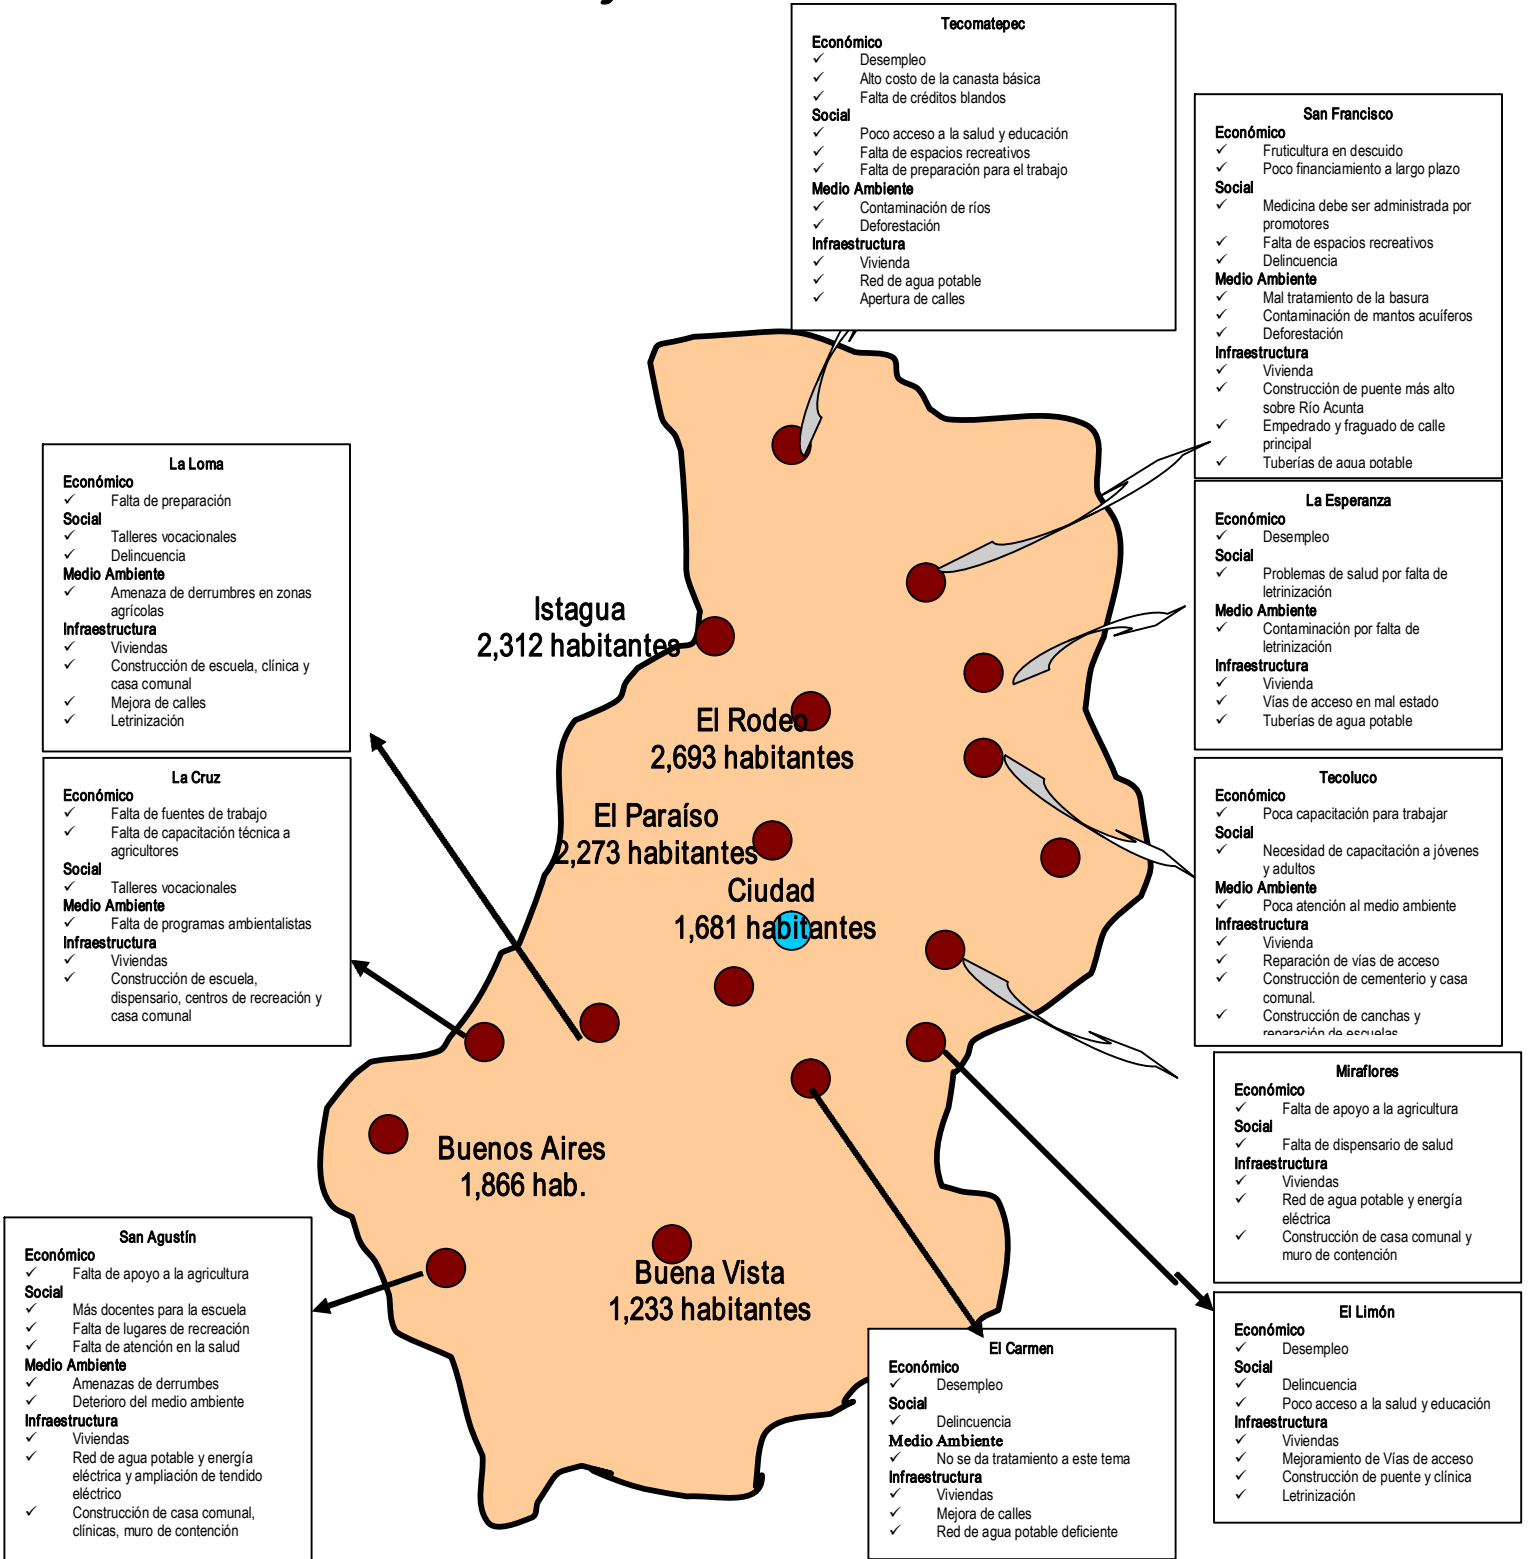 Tecomatepec
Económico
✓ Desempleo
✓ Alto costo de la canasta básica
✓ Falta de créditos blandos
Social
✓ Poco acceso a la salud y educación
✓ Falta de espacios recreativos
✓ Falta de preparación para el trabajo
Medio Ambiente
✓ Contaminación de ríos
✓ Deforestación
Infraestructura
✓ Vivienda
✓ Red de agua potable
✓ Apertura de calles
San Francisco
Económico
✓ Fruticultura en descuido
✓ Poco financiamiento a largo plazo
Social
✓ Medicina debe ser administrada por
promotores
✓ Falta de espacios recreativos
✓ Delincuencia
Medio Ambiente
✓ Mal tratamiento de la basura
✓ Contaminación de mantos acuíferos
✓ Deforestación
Infraestructura
✓ Vivienda
✓ Construcción de puente más alto
sobre Río Acunta
✓ Empedrado y fraguado de calle
principal
✓ Tuberías de agua potable
La Loma
Económico
✓ Falta de preparación
Social
✓ Talleres vocacionales
✓ Delincuencia
Medio Ambiente
✓ Amenaza de derrumbres en zonas
agrícolas
Infraestructura
✓ Viviendas
✓ Construcción de escuela, clínica y
casa comunal
✓ Mejora de calles
✓ Letrinización
La Esperanza
Económico
✓ Desempleo
Social
✓ Problemas de salud por falta de
letrinización
Medio Ambiente
✓ Contaminación por falta de
letrinización
Infraestructura
✓ Vivienda
✓ Vías de acceso en mal estado
✓ Tuberías de agua potable
Istagua
2,312 habitantes
El Rodeo
2,693 habitantes
El Paraíso
2,273 habitantes
Ciudad
1,681 habitantes
La Cruz
Económico
✓ Falta de fuentes de trabajo
✓ Falta de capacitación técnica a
agricultores
Social
✓ Talleres vocacionales
Medio Ambiente
✓ Falta de programas ambientalistas
Infraestructura
✓ Viviendas
✓ Construcción de escuela,
dispensario, centros de recreación y
casa comunal
Tecoluco
Económico
✓ Poca capacitación para trabajar
Social
✓ Necesidad de capacitación a jóvenes
y adultos
Medio Ambiente
✓ Poca atención al medio ambiente
Infraestructura
✓ Vivienda
✓ Reparación de vías de acceso
✓ Construcción de cementerio y casa
comunal.
✓ Construcción de canchas y
reparación de escuelas
Miraflores
Económico
✓ Falta de apoyo a la agricultura
Social
✓ Falta de dispensario de salud
Infraestructura
✓ Viviendas
✓ Red de agua potable y energía
eléctrica
✓ Construcción de casa comunal y
muro de contención
Buenos Aires
1,866 hab.
Buena Vista
1,233 habitantes
San Agustín
Económico
✓ Falta de apoyo a la agricultura
Social
✓ Más docentes para la escuela
✓ Falta de lugares de recreación
✓ Falta de atención en la salud
Medio Ambiente
✓ Amenazas de derrumbes
✓ Deterioro del medio ambiente
Infraestructura
✓ Viviendas
✓ Red de agua potable y energía
eléctrica y ampliación de tendido
eléctrico
✓ Construcción de casa comunal,
clínicas, muro de contención
El Carmen
Económico
✓ Desempleo
Social
✓ Delincuencia
Medio Ambiente
✓ No se da tratamiento a este tema
Infraestructura
✓ Viviendas
✓ Mejora de calles
✓ Red de agua potable deficiente
El Limón
Económico
✓ Desempleo
Social
✓ Delincuencia
✓ Poco acceso a la salud y educación
Infraestructura
✓ Viviendas
✓ Mejoramiento de Vías de acceso
✓ Construcción de puente y clínica
✓ Letrinización